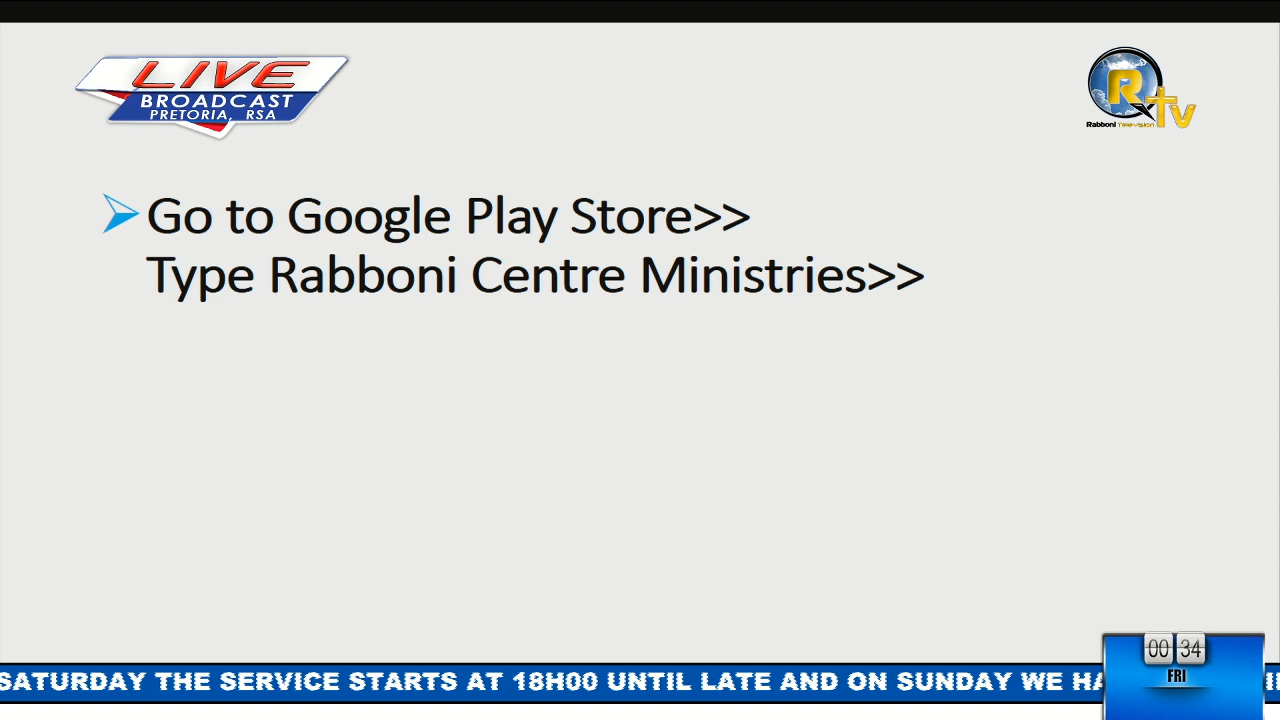 LIVE
BROADCAST
PRETORIA, RSA
R tv
Rabboni Television
Go to Google Play Store>>
Type Rabboni Centre Ministries>>
00 34
FRI
SATURDAY THE SERVICE STARTS AT 18H00 UNTIL LATE AND ON SUNDAY WE